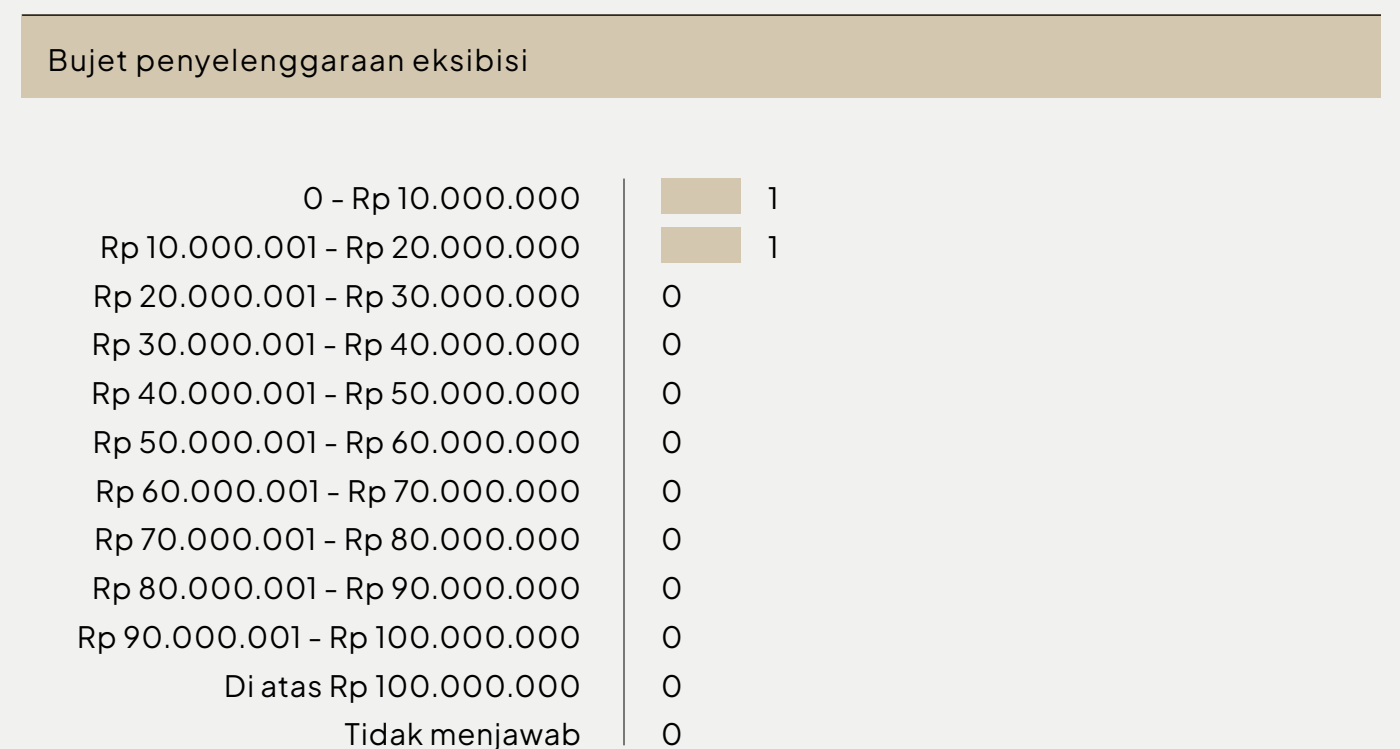 Bujet penyelenggaraan eksibisi
0 - Rp 10.000.000 1
Rp 10.000.001 - Rp 20.000.000 1
Rp 20.000.001 - Rp 30.000.000 0
Rp 30.000.001 - Rp 40.000.000 0
Rp 40.000.001 - Rp 50.000.000 0
Rp 50.000.001 - Rp 60.000.000 0
Rp 60.000.001 - Rp 70.000.000 0
Rp 70.000.001 - Rp 80.000.000 0
Rp 80.000.001 - Rp 90.000.000 0
Rp 90.000.001 - Rp 100.000.000 0
Di atas Rp 100.000.000 0
Tidak menjawab 0